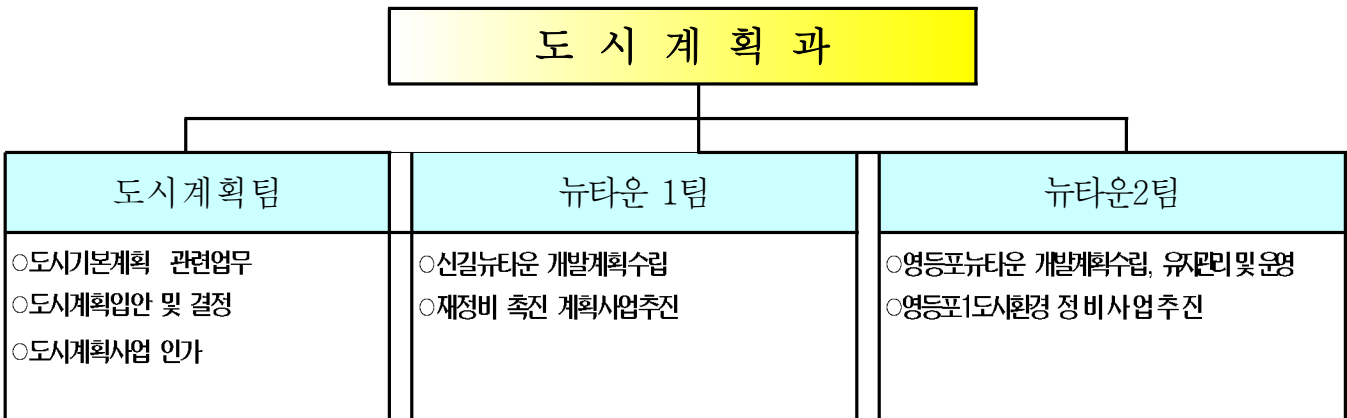 도 시 계 획 과
도시계획팀
○도시기본계획 관련업무
○도시계획입안 및 결정
○도시계획사업 인가
뉴타운 1팀
○신길뉴타운 개발계획수립
○재정비 촉진 계획사업추진
뉴타운2팀
○영등포뉴타운 개발계획수립, 유지관리 및 운영
○영등포1도시환경 정비사업추진